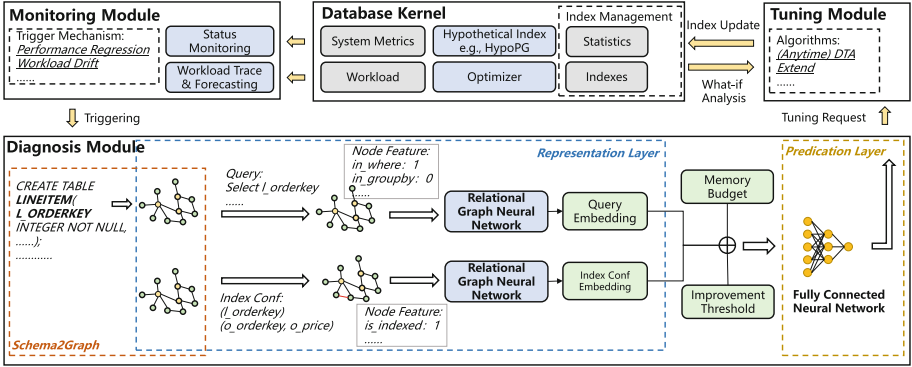 Monitoring Module
Trigger Mechanism:
Performance Regression
Workload Drift
......
Status
Monitoring
Workload Trace
& Forecasting
Database Kernel
System Metrics
Workload
Hypothetical Index
e.g., HypoPG
Optimizer
Index Management
Statistics
Indexes
Index Update
What-if
Analysis
Tuning Module
Algorithms:
(Anytime) DTA
Extend
......
Triggering
Tuning Request
Diagnosis Module
CREATE TABLE
LINEITEM(
L_ORDERKEY
INTEGER NOT NULL,
......);
............
Schema2Graph
Query:
Select l_orderkey
......
Node Feature:
in_where: 1
in_groupby: 0
......
Representation Layer
Relational
Graph Neural
Network
Query
Embedding
Index Conf:
(l_orderkey)
(o_orderkey, o_price)
Node Feature:
is_indexed: 1
......
Relational
Graph Neural
Network
Index Conf
Embedding
Memory
Budget
Improvement
Threshold
Predication Layer
Fully Connected
Neural Network